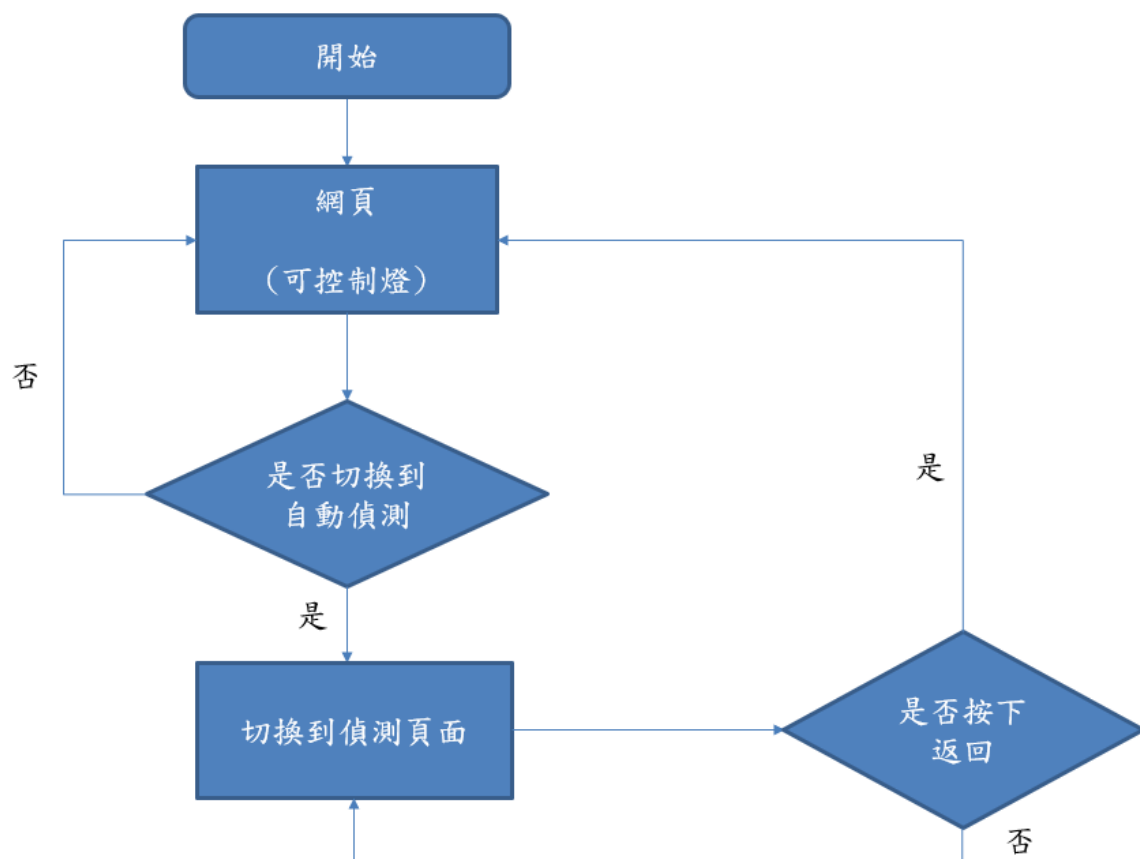 開始
網頁
(可控制燈)
否
是否切換到
自動偵測
是
是
切換到偵測頁面
是否按下
返回
否